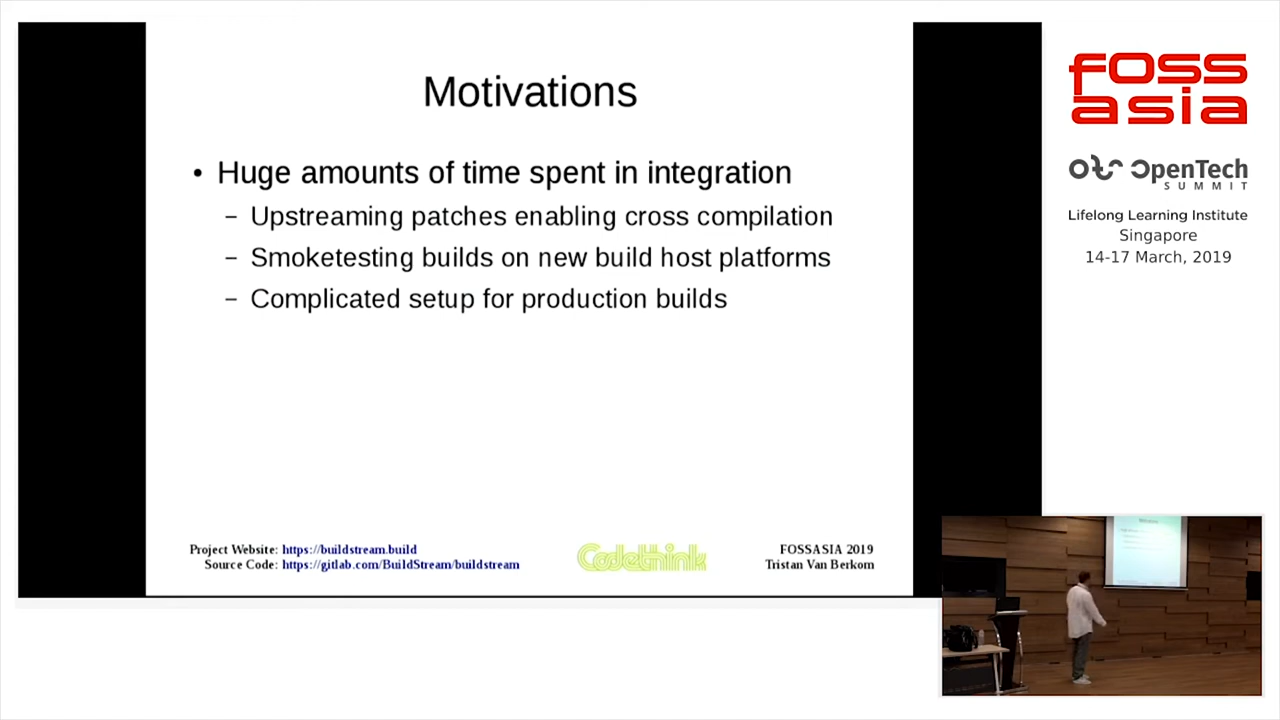 Motivations
• Huge amounts of time spent in integration
– Upstreaming patches enabling cross compilation
– Smoketesting builds on new build host platforms
– Complicated setup for production builds
Project Website: https://buildstream.build
Source Code: https://gitlab.com/BuildStream/buildstream
Codethink
FOSSASIA 2019
Tristan Van Berkom
FOSS
asia
OpenTech
SUMMIT
Lifelong Learning Institute
Singapore
14-17 March, 2019